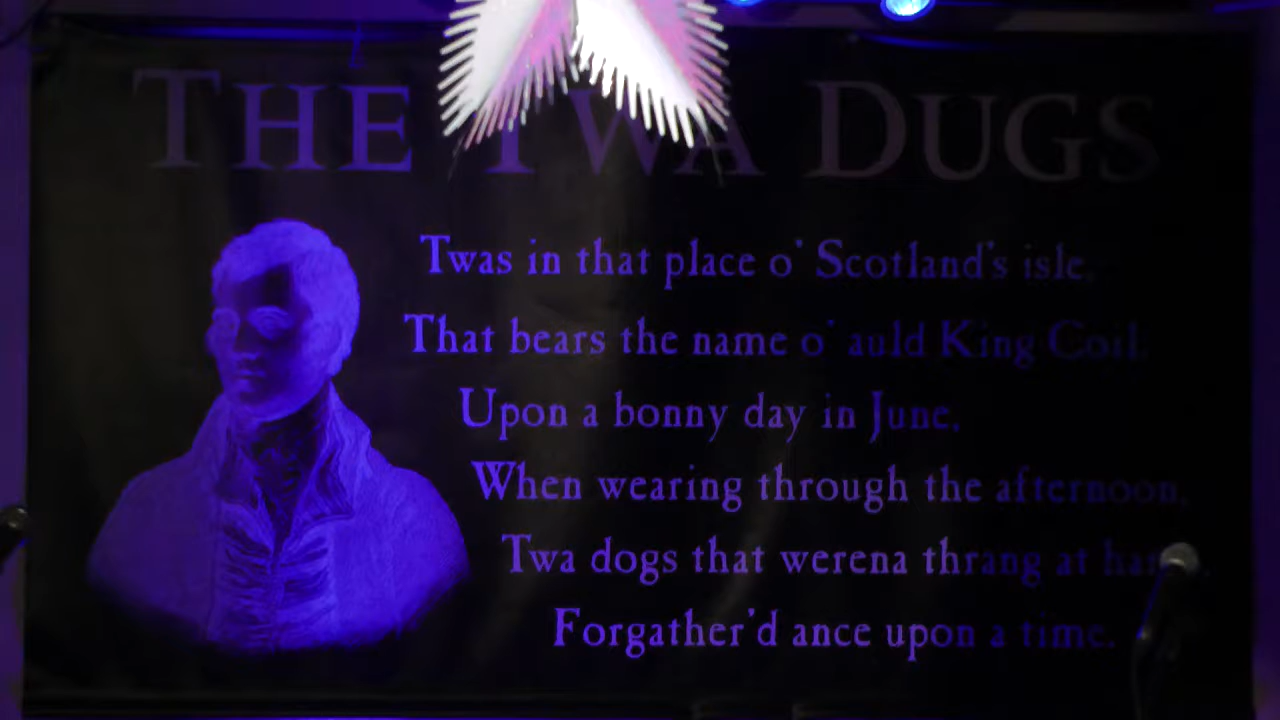 THE TWA DUGS
Twas in that place o' Scotland's isle,
That bears the name o' auld King Coil,
Upon a bonny day in June,
When wearing through the afternoon,
Twa dogs that werena thrang at
Forgather'd ance upon a time.